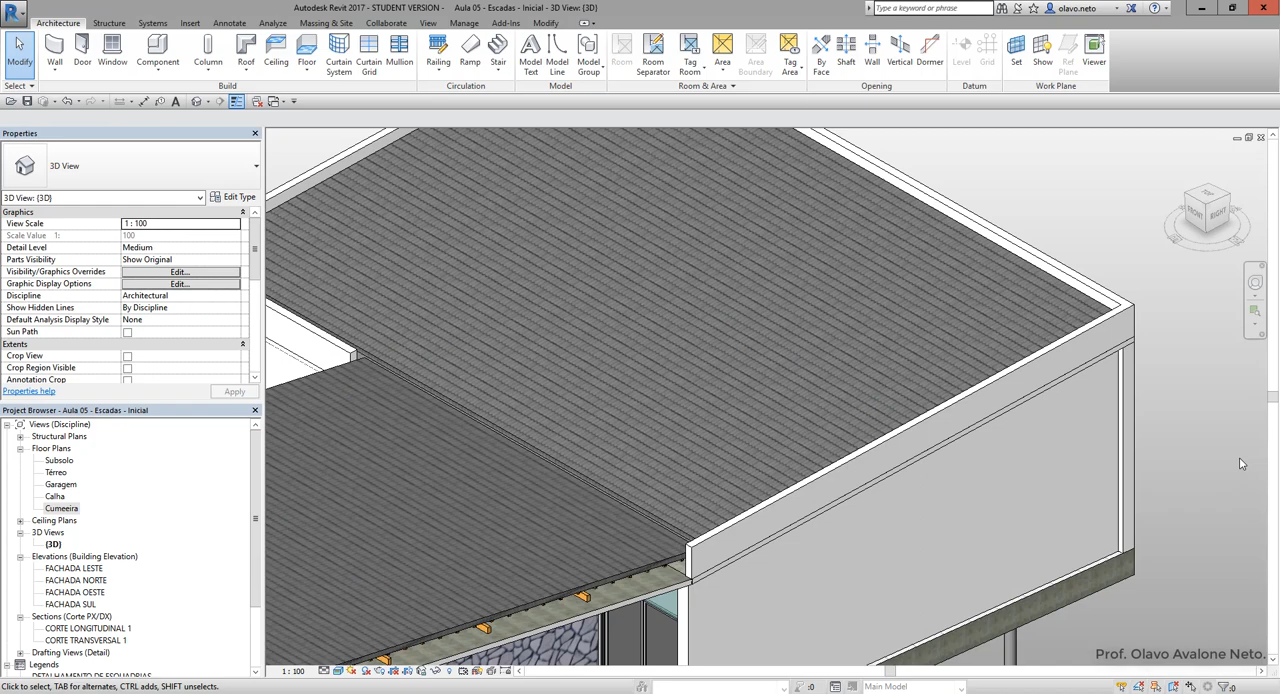 Autodesk Revit 2017 - STUDENT VERSION - Aula 05 - Escadas - Inicial - 3D View: {3D}
Type a keyword or phrase
olavo.neto
Architecture Structure Systems Insert Annotate Analyze Massing & Site Collaborate View Manage Add-Ins Modify
Modify Wall Door Window Component Column Roof Ceiling Floor Curtain System Curtain Grid Mullion Railing Ramp Stair Model Text Model Line Model Group Room Room Separator Tag Room Area Area Boundary Tag Area By Face Shaft Wall Vertical Dormer Level Grid Set Show Ref Plane Viewer
Select Build Circulation Model Room & Area Opening Datum Work Plane
Properties
3D View
3D View: {3D} Edit Type
Graphics
View Scale 1 : 100
Scale Value 1: 100
Detail Level Medium
Parts Visibility Show Original
Visibility/Graphics Overrides Edit...
Graphic Display Options Edit...
Discipline Architectural
Show Hidden Lines By Discipline
Default Analysis Display Style None
Sun Path
Extents
Crop View
Crop Region Visible
Annotation Crop
Properties help Apply
Project Browser - Aula 05 - Escadas - Inicial
Views (Discipline)
Structural Plans
Floor Plans
Subsolo
Térreo
Garagem
Calha
Cumeeira
Ceiling Plans
3D Views
{3D}
Elevations (Building Elevation)
FACHADA LESTE
FACHADA NORTE
FACHADA OESTE
FACHADA SUL
Sections (Corte PX/DX)
CORTE LONGITUDINAL 1
CORTE TRANSVERSAL 1
Drafting Views (Detail)
Legends
DETALHAMENTO DE ESQUADRIAS
TOP
FRONT RIGHT
Prof. Olavo Avalone Neto.
1 : 100
Click to select, TAB for alternates, CTRL adds, SHIFT unselects.
:0
Main Model
:0